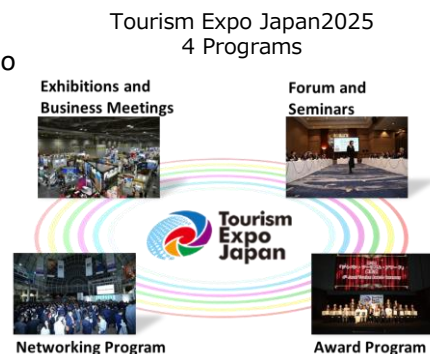 Tourism Expo Japan2025
4 Programs
o
Exhibitions and
Business Meetings
Forum and
Seminars
Tourism
Expo
Japan
Networking Program
Award Program